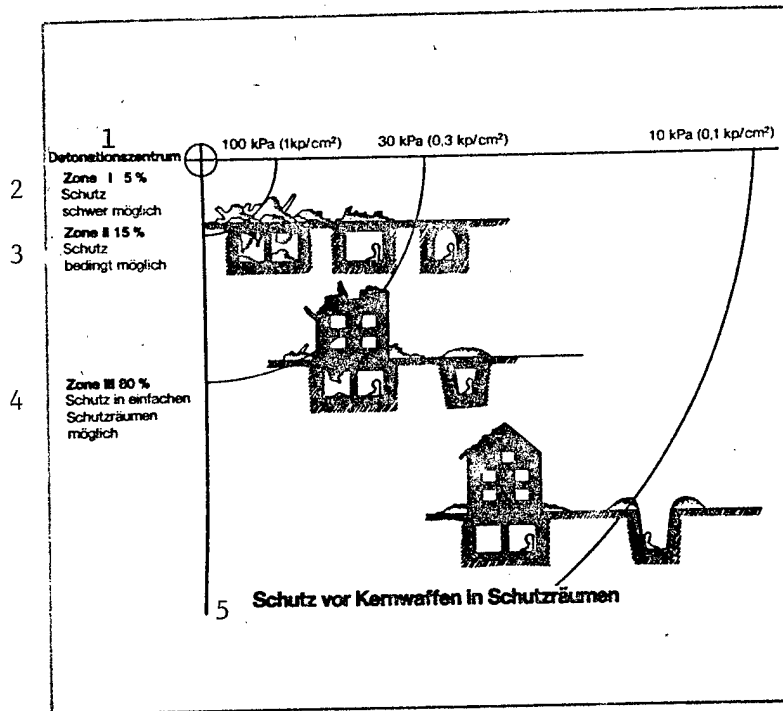 1
100 kPa (1kp/cm²) 30 kPa (0,3 kp/cm²) 10 kPa (0,1 kp/cm²)
Detonationszentrum
2
Zone I 5 %
Schutz
schwer möglich
3
Zone II 15 %
Schutz
bedingt möglich
4
Zone III 80 %
Schutz in einfachen
Schutzräumen
möglich
5 Schutz vor Kernwaffen in Schutzräumen